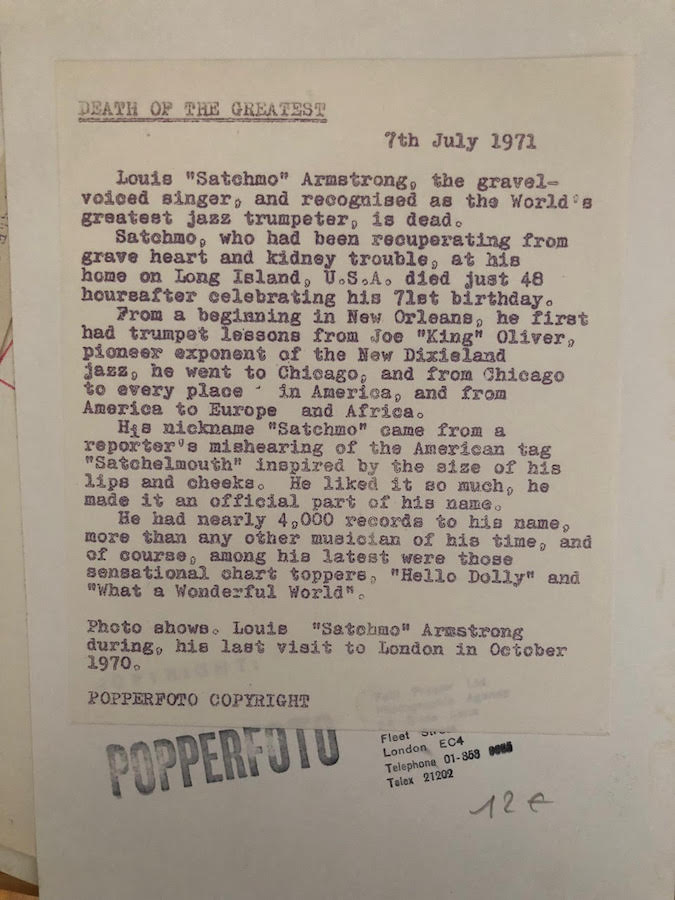 DEATH OF THE GREATEST
7th July 1971
Louis "Satchmo" Armstrong, the gravel-
voiced singer, and recognised as the World's
greatest jazz trumpeter, is dead.
Satchmo, who had been recuperating from
grave heart and kidney trouble, at his
home on Long Island, U.S.A. died just 48
hoursafter celebrating his 71st birthday.
From a beginning in New Orleans, he first
had trumpet lessons from Joe "King" Oliver,
pioneer exponent of the New Dixieland
jazz, he went to Chicago, and from Chicago
to every place in America, and from
America to Europe and Africa.
His nickname "Satchmo" came from a
reporter's mishearing of the American tag
"Satchelmouth" inspired by the size of his
lips and cheeks. He liked it so much, he
made it an official part of his name.
He had nearly 4,000 records to his name,
more than any other musician of his time, and
of course, among his latest were those
sensational chart toppers, "Hello Dolly" and
"What a Wonderful World".
Photo shows. Louis "Satchmo" Armstrong
during, his last visit to London in October
1970.
POPPERFOTO COPYRIGHT
POPPERFOTO
Fleet
London EC4
Telephone 01-353
Telex 21202
12 €